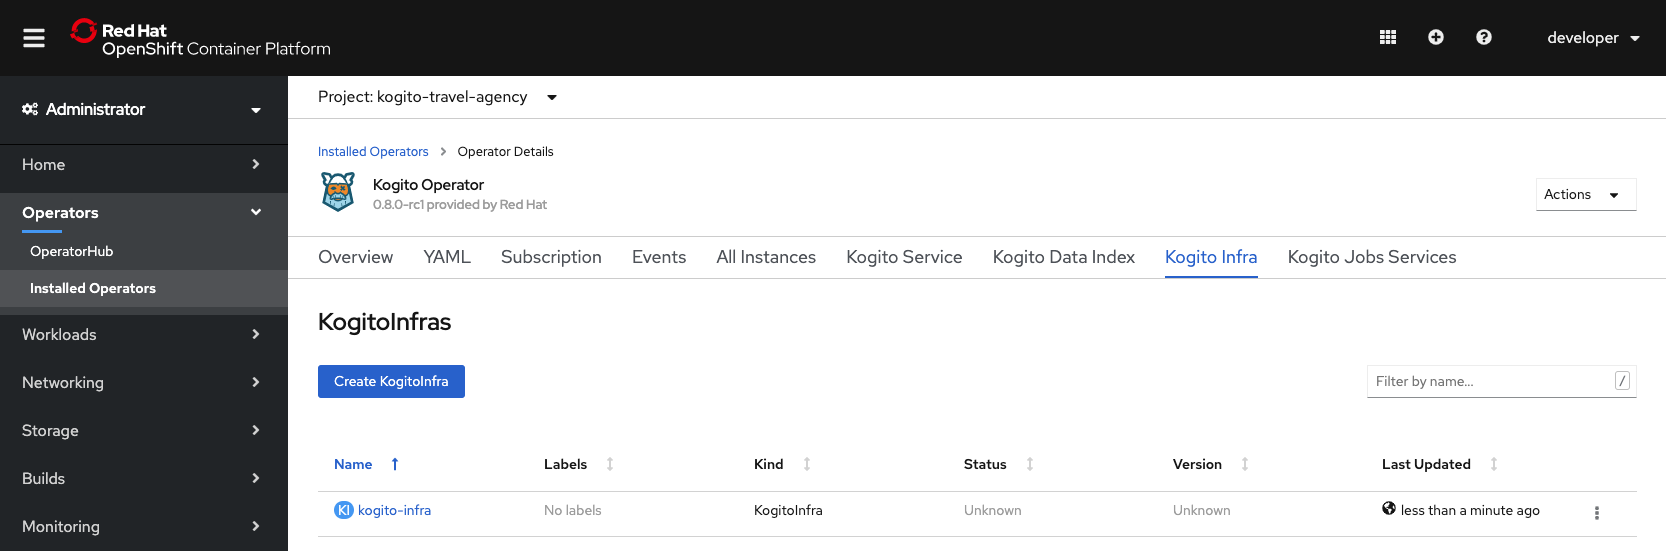 Red Hat
OpenShift Container Platform
developer
Administrator
Home
Operators
OperatorHub
Installed Operators
Workloads
Networking
Storage
Builds
Monitoring
Project: kogito-travel-agency
Installed Operators > Operator Details
Kogito Operator
0.8.0-rc1 provided by Red Hat
Actions
Overview YAML Subscription Events All Instances Kogito Service Kogito Data Index Kogito Infra Kogito Jobs Services
KogitoInfras
Create KogitoInfra
Filter by name... /
Name Labels Kind Status Version Last Updated
KI kogito-infra No labels KogitoInfra Unknown Unknown less than a minute ago